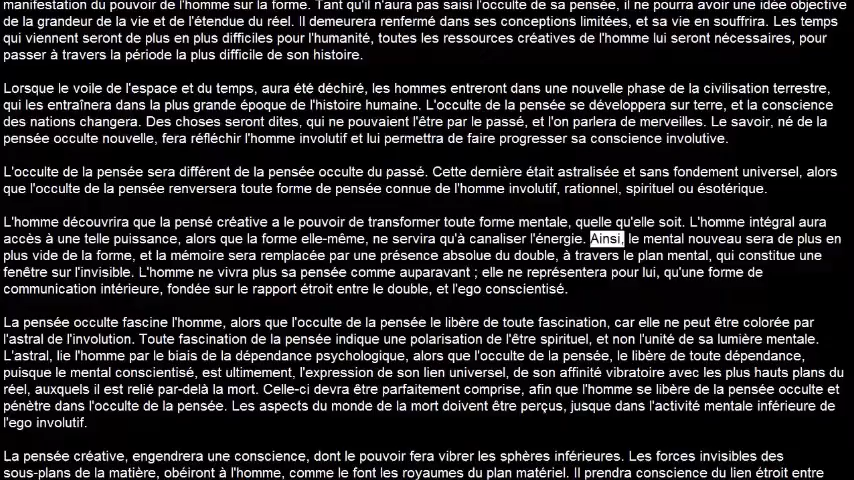 manifestation du pouvoir de l'homme sur la forme. Tant qu'il n'aura pas saisi l'occulte de sa pensée, il ne pourra avoir une idée objective
de la grandeur de la vie et de l'étendue du réel. Il demeurera renfermé dans ses conceptions limitées, et sa vie en souffrira. Les temps
qui viennent seront de plus en plus difficiles pour l'humanité, toutes les ressources créatives de l'homme lui seront nécessaires, pour
passer à travers la période la plus difficile de son histoire.
Lorsque le voile de l'espace et du temps, aura été déchiré, les hommes entreront dans une nouvelle phase de la civilisation terrestre,
qui les entraînera dans la plus grande époque de l'histoire humaine. L'occulte de la pensée se développera sur terre, et la conscience
des nations changera. Des choses seront dites, qui ne pouvaient l'être par le passé, et l'on parlera de merveilles. Le savoir, né de la
pensée occulte nouvelle, fera réfléchir l'homme involutif et lui permettra de faire progresser sa conscience involutive.
L'occulte de la pensée sera différent de la pensée occulte du passé. Cette dernière était astralisée et sans fondement universel, alors
que l'occulte de la pensée renversera toute forme de pensée connue de l'homme involutif, rationnel, spirituel ou ésotérique.
L'homme découvrira que la pensé créative a le pouvoir de transformer toute forme mentale, quelle qu'elle soit. L'homme intégral aura
accès à une telle puissance, alors que la forme elle-même, ne servira qu'à canaliser l'énergie. Ainsi, le mental nouveau sera de plus en
plus vide de la forme, et la mémoire sera remplacée par une présence absolue du double, à travers le plan mental, qui constitue une
fenêtre sur l'invisible. L'homme ne vivra plus sa pensée comme auparavant ; elle ne représentera pour lui, qu'une forme de
communication intérieure, fondée sur le rapport étroit entre le double, et l'ego conscientisé.
La pensée occulte fascine l'homme, alors que l'occulte de la pensée le libère de toute fascination, car elle ne peut être colorée par
l'astral de l'involution. Toute fascination de la pensée indique une polarisation de l'être spirituel, et non l'unité de sa lumière mentale.
L'astral, lie l'homme par le biais de la dépendance psychologique, alors que l'occulte de la pensée, le libère de toute dépendance,
puisque le mental conscientisé, est ultimement, l'expression de son lien universel, de son affinité vibratoire avec les plus hauts plans du
réel, auxquels il est relié par-delà la mort. Celle-ci devra être parfaitement comprise, afin que l'homme se libère de la pensée occulte et
pénètre dans l'occulte de la pensée. Les aspects du monde de la mort doivent être perçus, jusque dans l'activité mentale inférieure de
l'ego involutif.
La pensée créative, engendrera une conscience, dont le pouvoir fera vibrer les sphères inférieures. Les forces invisibles des
sous-plans de la matière, obéiront à l'homme, comme le font les royaumes du plan matériel. Il prendra conscience du lien étroit entre